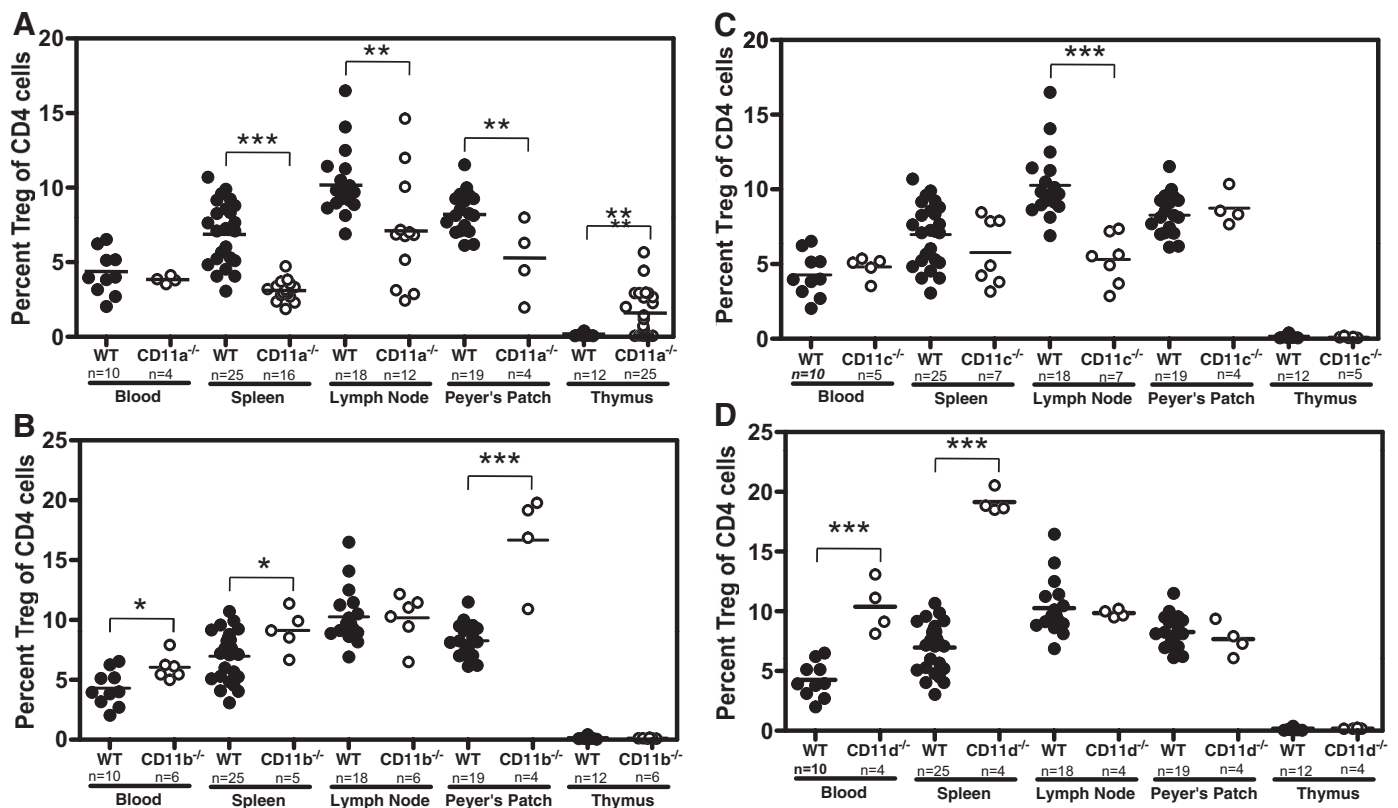 A
Percent Treg of CD4 cells
20
15
10
5
0
***
**
**
**
**
WT CD11a-/- WT CD11a-/- WT CD11a-/- WT CD11a-/- WT CD11a-/-
n=10 n=4 n=25 n=16 n=18 n=12 n=19 n=4 n=12 n=25
Blood Spleen Lymph Node Peyer's Patch Thymus
B
Percent Treg of CD4 cells
25
20
15
10
5
0
*
*
***
WT CD11b-/- WT CD11b-/- WT CD11b-/- WT CD11b-/- WT CD11b-/-
n=10 n=6 n=25 n=5 n=18 n=6 n=19 n=4 n=12 n=6
Blood Spleen Lymph Node Peyer's Patch Thymus
C
Percent Treg of CD4 cells
20
15
10
5
0
***
WT CD11c-/- WT CD11c-/- WT CD11c-/- WT CD11c-/- WT CD11c-/-
n=10 n=5 n=25 n=7 n=18 n=7 n=19 n=4 n=12 n=5
Blood Spleen Lymph Node Peyer's Patch Thymus
D
Percent Treg of CD4 cells
25
20
15
10
5
0
***
***
WT CD11d-/- WT CD11d-/- WT CD11d-/- WT CD11d-/- WT CD11d-/-
n=10 n=4 n=25 n=4 n=18 n=4 n=19 n=4 n=12 n=4
Blood Spleen Lymph Node Peyer's Patch Thymus